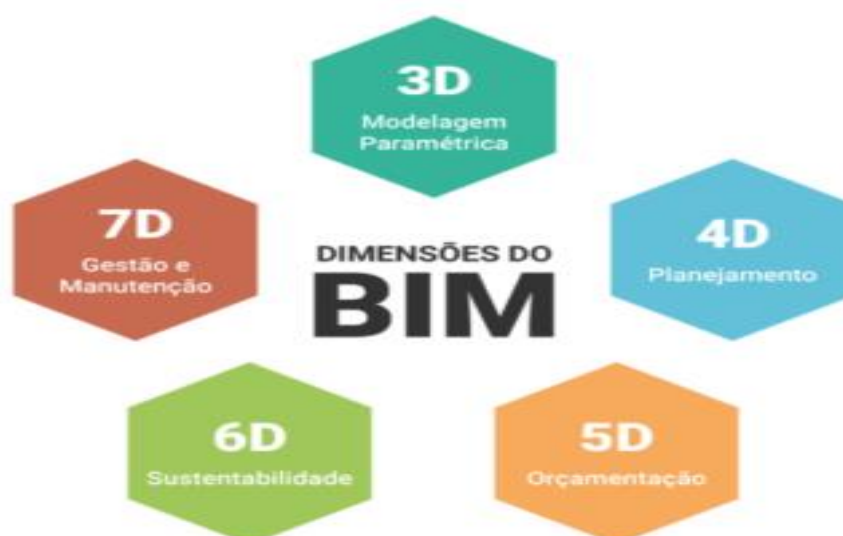 3D
Modelagem
Paramétrica
7D
Gestão e
Manutenção
DIMENSÕES DO
BIM
4D
Planejamento
6D
Sustentabilidade
5D
Orçamentação